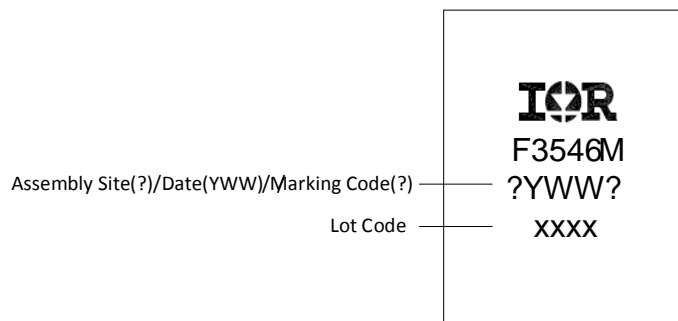 IOR
F3546M
Assembly Site(?)/Date(YWW)/Marking Code(?)
?YWW?
Lot Code
xxxx